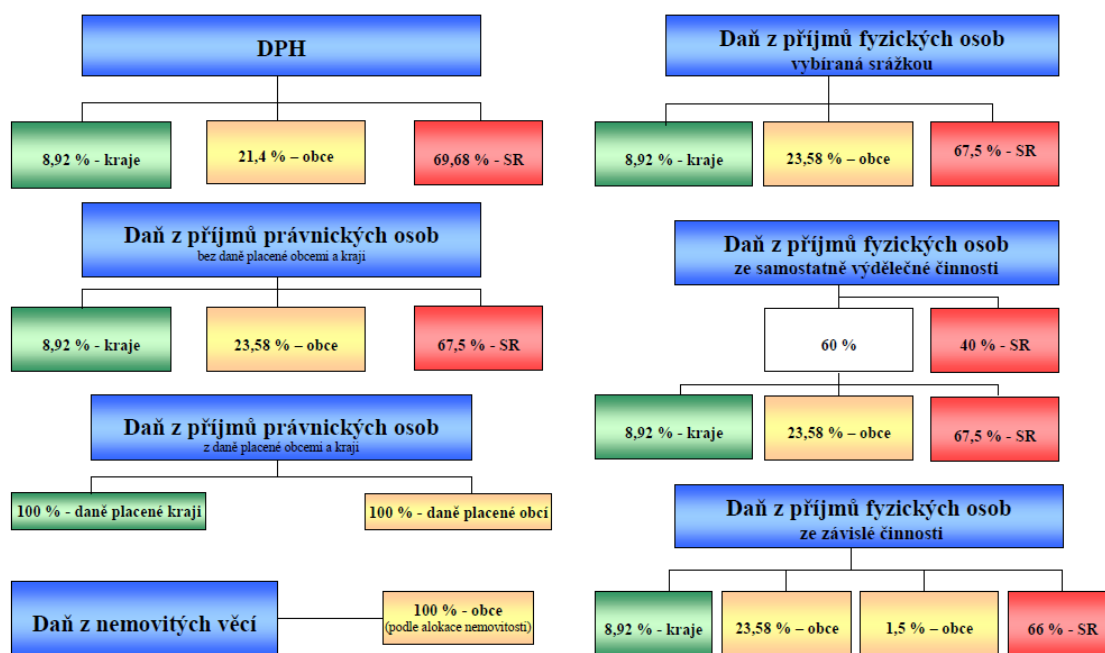 DPH
8,92 % - kraje
21,4 % – obce
69,68 % - SR
Daň z příjmů právnických osob
bez daně placené obcemi a kraji
8,92 % - kraje
23,58 % – obce
67,5 % - SR
Daň z příjmů právnických osob
z daně placené obcemi a kraji
100 % - daně placené kraji
100 % - daně placené obcí
Daň z nemovitých věcí
100 % - obce
(podle alokace nemovitosti)
Daň z příjmů fyzických osob
vybíraná srážkou
8,92 % - kraje
23,58 % – obce
67,5 % - SR
Daň z příjmů fyzických osob
ze samostatně výdělečné činnosti
60 %
40 % - SR
8,92 % - kraje
23,58 % – obce
67,5 % - SR
Daň z příjmů fyzických osob
ze závislé činnosti
8,92 % - kraje
23,58 % – obce
1,5 % – obce
66 % - SR